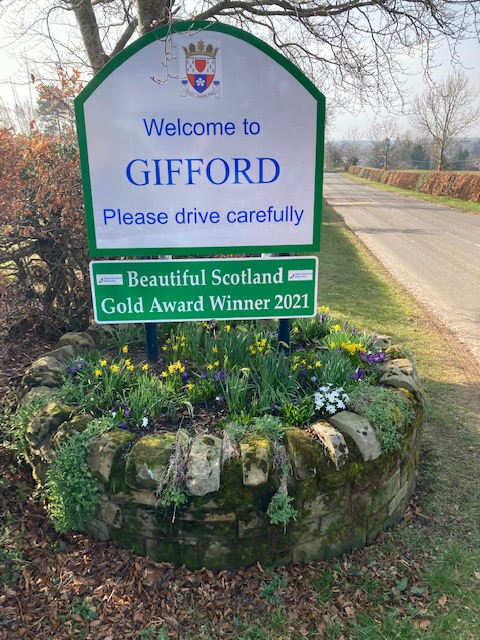 Welcome to
GIFFORD
Please drive carefully
Beautiful Scotland
Gold Award Winner 2021